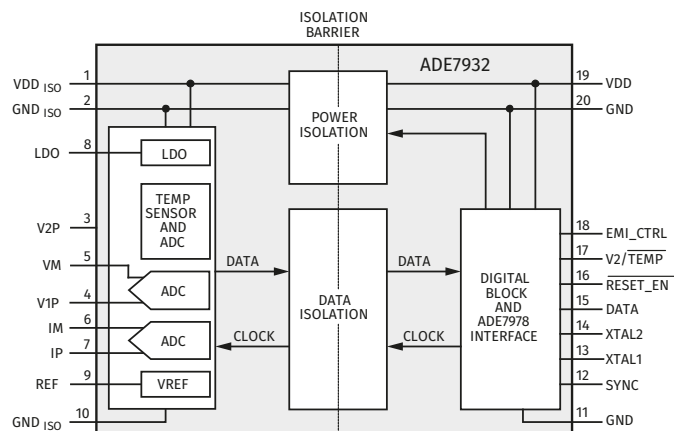 ISOLATION
BARRIER
ADE7932
1
VDD ISO
2
GND ISO
8
LDO
3
V2P
5
VM
4
V1P
6
IM
7
IP
9
REF
10
GND ISO
LDO
TEMP
SENSOR
AND
ADC
ADC
ADC
VREF
POWER
ISOLATION
DATA
CLOCK
DATA
ISOLATION
DATA
CLOCK
DIGITAL
BLOCK
AND
ADE7978
INTERFACE
19
VDD
20
GND
18
EMI_CTRL
17
V2/TEMP
16
RESET_EN
15
DATA
14
XTAL2
13
XTAL1
12
SYNC
11
GND